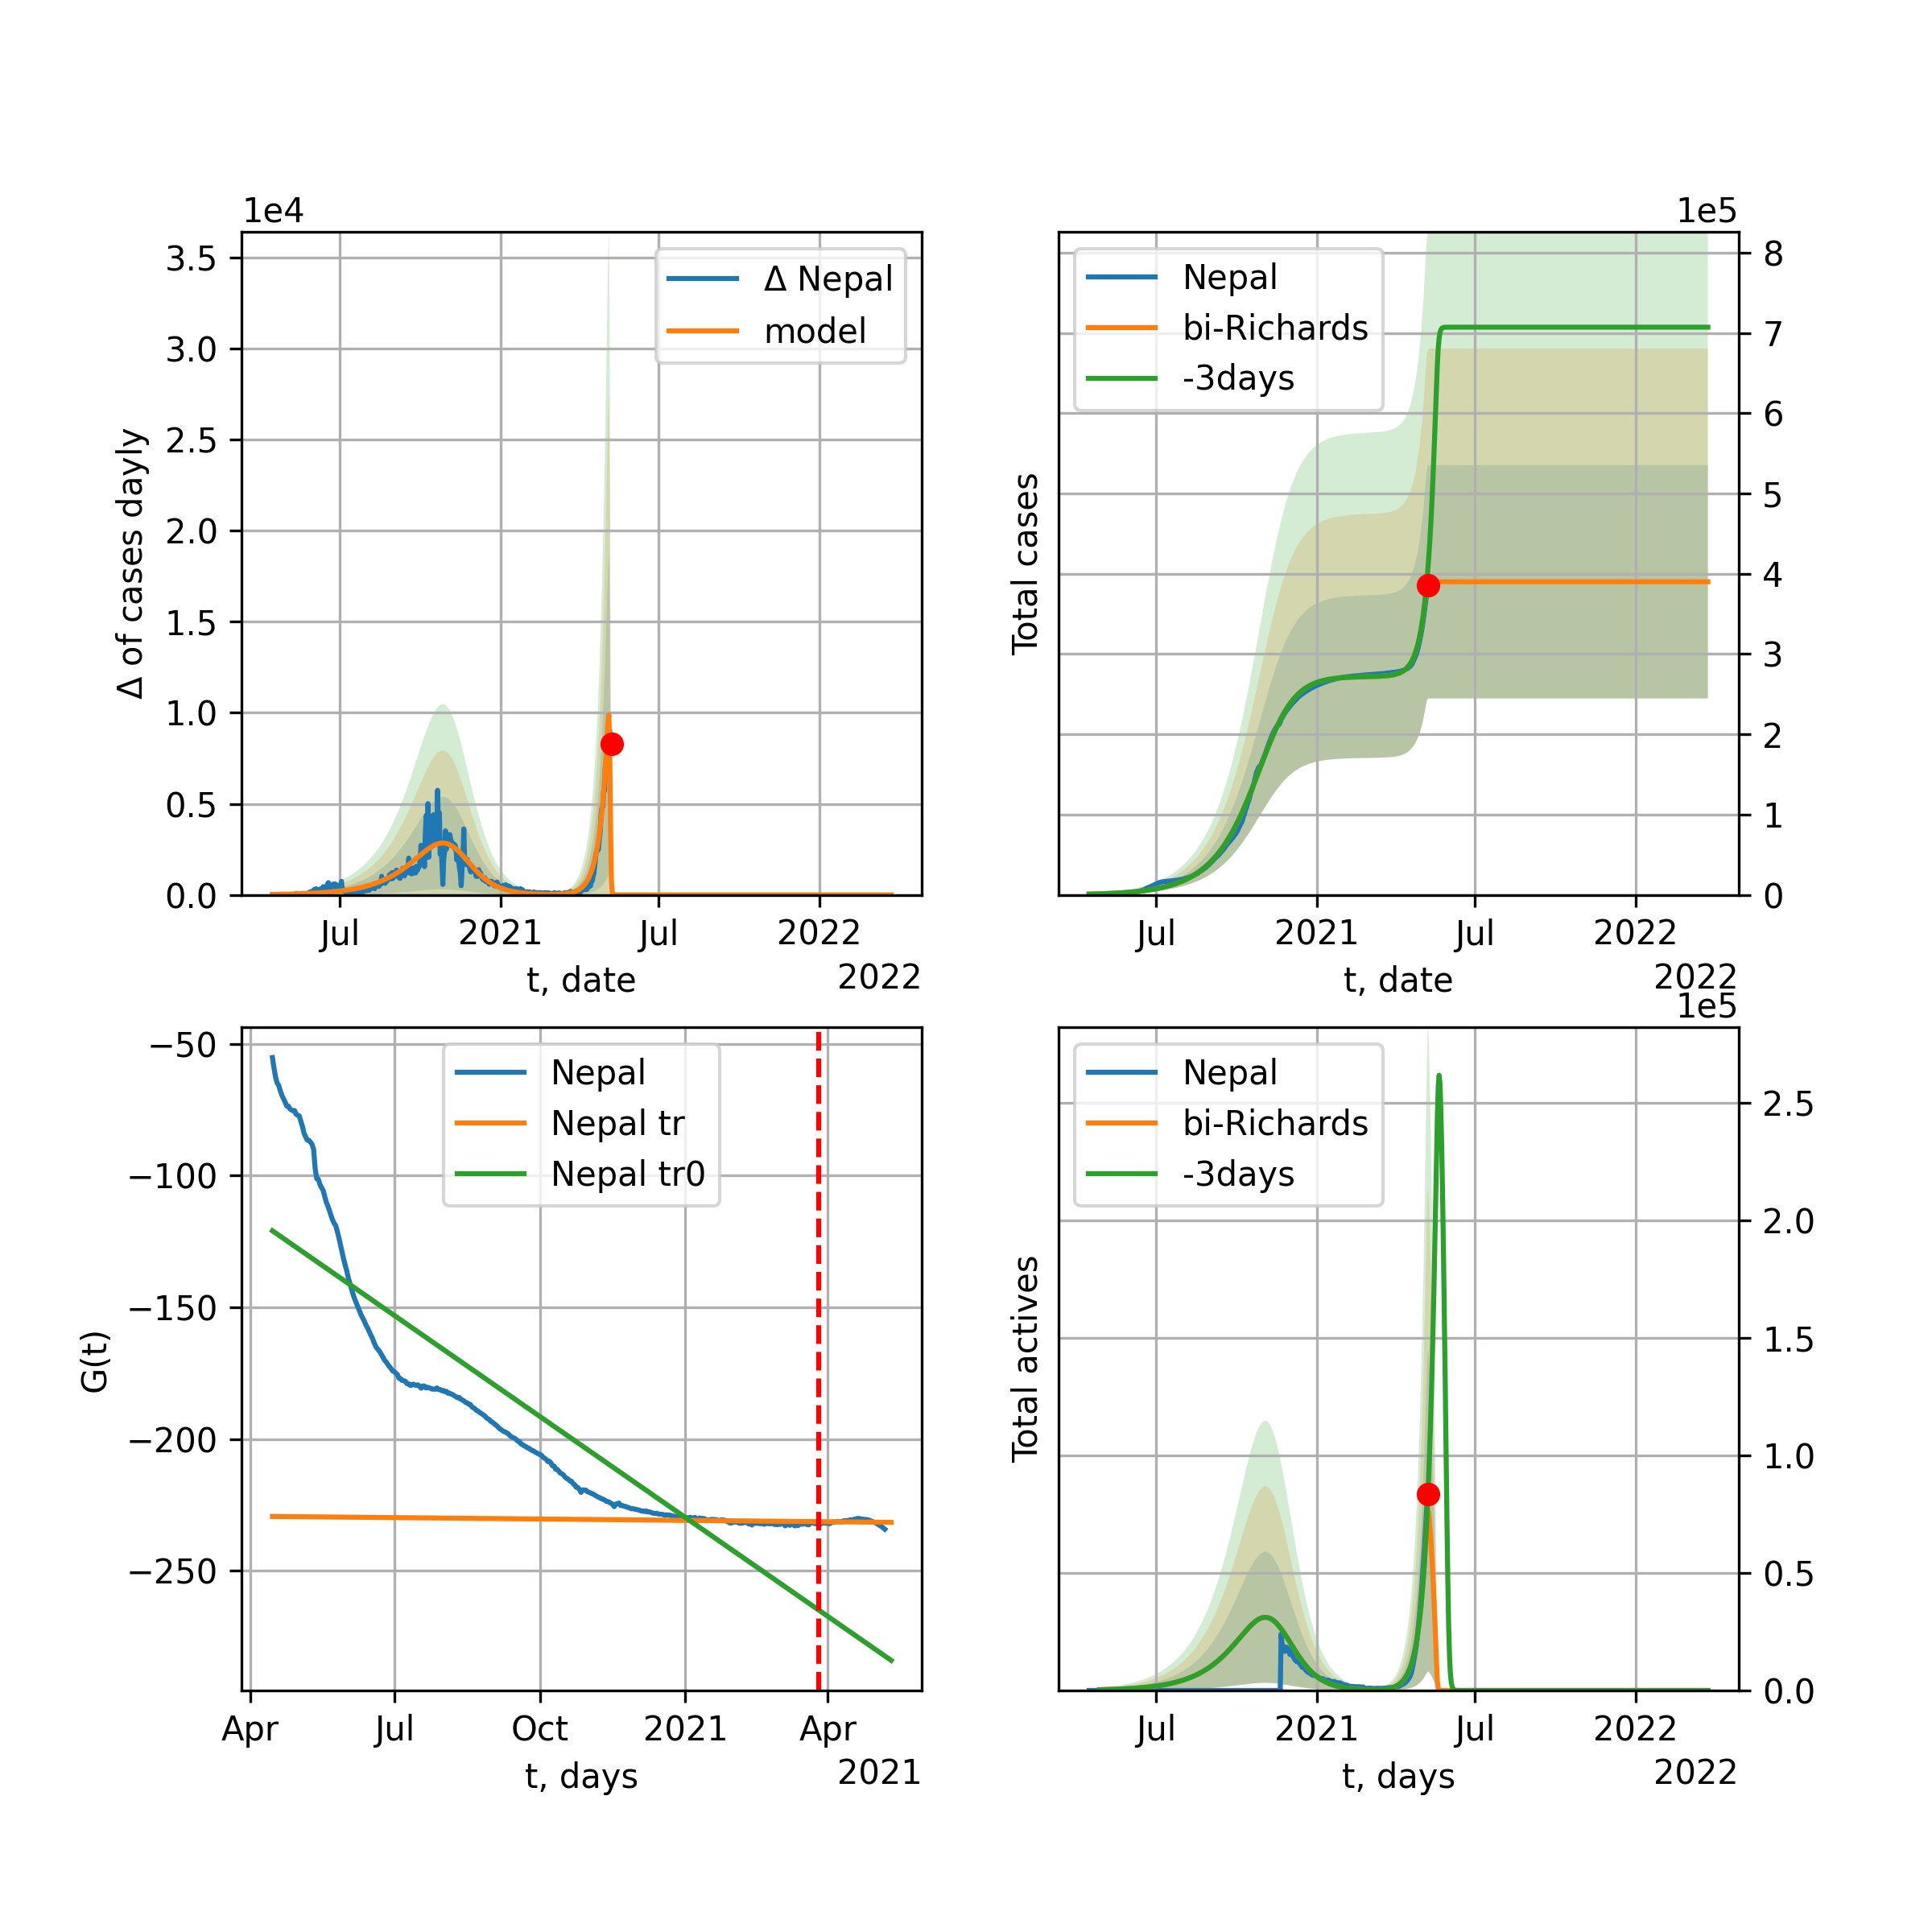 1e4
3.5
3.0
2.5
2.0
1.5
1.0
0.5
0.0
Δ of cases dayly
Δ Nepal
model
Jul 2021 Jul 2022
t, date
2022
1e5
8
7
6
5
4
3
2
1
0
Total cases
Nepal
bi-Richards
-3days
Jul 2021 Jul 2022
t, date
2022
−50
−100
−150
−200
−250
G(t)
Nepal
Nepal tr
Nepal tr0
Apr Jul Oct 2021 Apr
t, days
2021
1e5
2.5
2.0
1.5
1.0
0.5
0.0
Total actives
Nepal
bi-Richards
-3days
Jul 2021 Jul 2022
t, days
2022